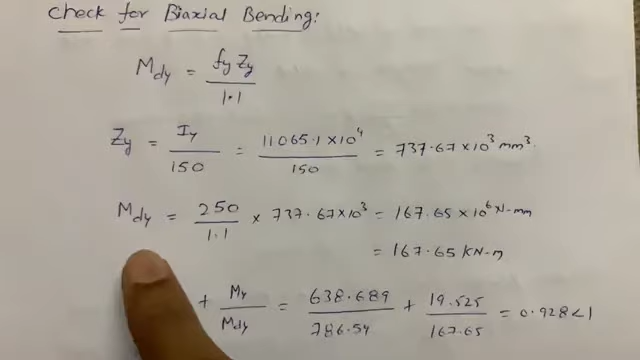 Check for Biaxial Bending:
Mdy = fy Zy / 1.1
Zy = Iy / 150 = 11065.1 × 10^4 / 150 = 737.67 × 10^3 mm^3.
Mdy = 250 / 1.1 × 737.67 × 10^3 = 167.65 × 10^6 N-mm
= 167.65 KN-m
+ My / Mdy = 638.689 / 786.54 + 19.525 / 167.65 = 0.928 < 1